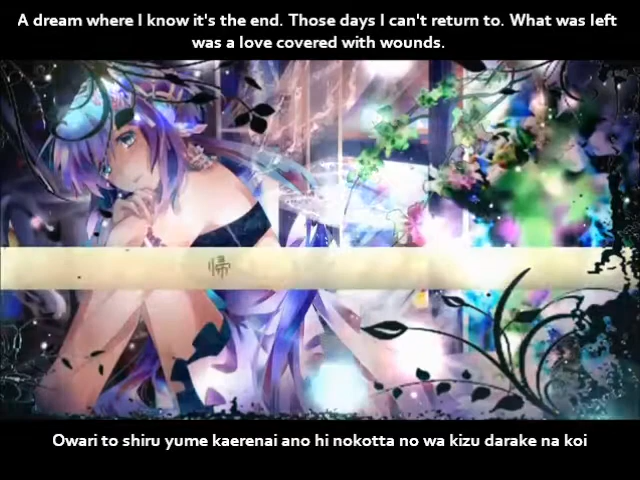 A dream where I know it's the end. Those days I can't return to. What was left
was a love covered with wounds.
帰
Owari to shiru yume kaerenai ano hi nokotta no wa kizu darake na koi